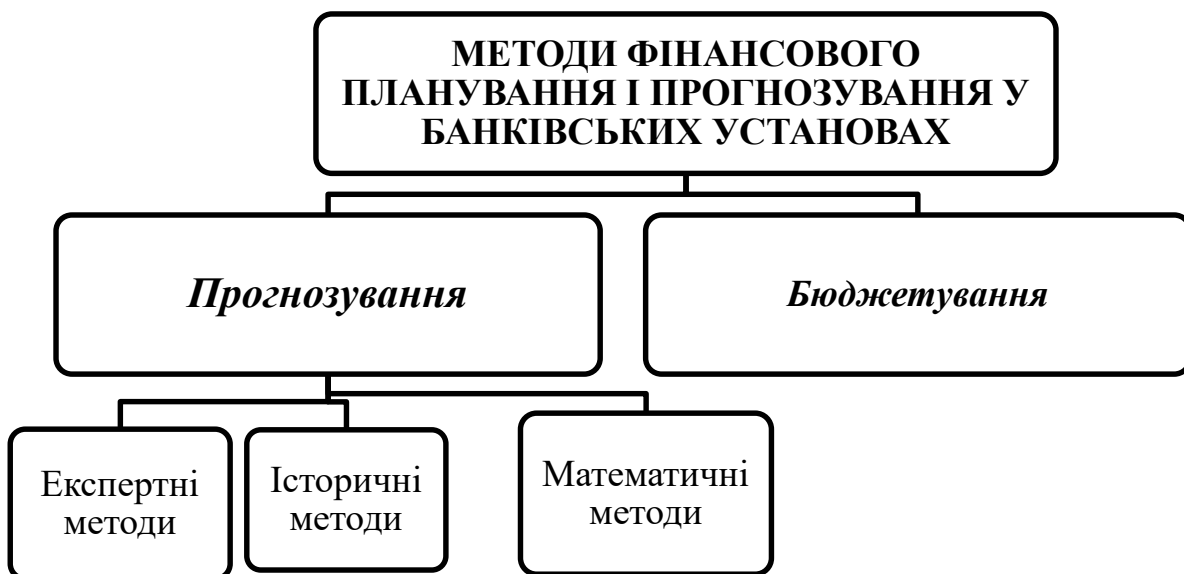 МЕТОДИ ФІНАНСОВОГО
ПЛАНУВАННЯ І ПРОГНОЗУВАННЯ У
БАНКІВСЬКИХ УСТАНОВАХ
Прогнозування
Бюджетування
Експертні
методи
Історичні
методи
Математичні
методи